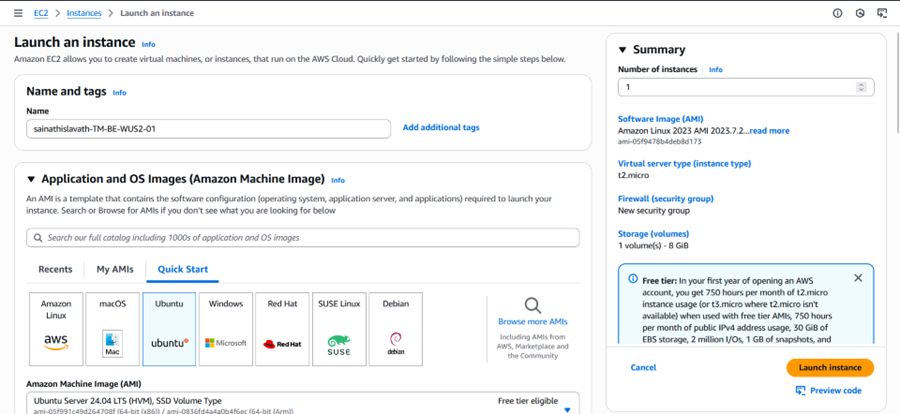 EC2 > Instances > Launch an instance
Launch an instance Info
Amazon EC2 allows you to create virtual machines, or instances, that run on the AWS Cloud. Quickly get started by following the simple steps below.
Name and tags Info
Name
sainathislavath-TM-BE-WUS2-01
Add additional tags
Application and OS Images (Amazon Machine Image) Info
An AMI is a template that contains the software configuration (operating system, application server, and applications) required to launch your
instance. Search or Browse for AMIs if you don't see what you are looking for below
Search our full catalog including 1000s of application and OS images
Recents
My AMIs
Quick Start
Amazon
Linux
aws
macOS
Mac
Ubuntu
ubuntu
Windows
Microsoft
Red Hat
Red Hat
SUSE Linux
SUSE
Debian
debian
Browse more AMIs
Including AMIs from
AWS, Marketplace and
the Community
Amazon Machine Image (AMI)
Ubuntu Server 24.04 LTS (HVM), SSD Volume Type
Free tier eligible
ami-05f991c49d264708f (64-bit (x86)) / ami-0836fd4a4a0b4f6ec (64-bit (Arm))
Summary
Number of instances Info
1
Software Image (AMI)
Amazon Linux 2023 AMI 2023.7.2...read more
ami-05f9478b4deb8d173
Virtual server type (instance type)
t2.micro
Firewall (security group)
New security group
Storage (volumes)
1 volume(s) - 8 GiB
Free tier: In your first year of opening an AWS
account, you get 750 hours per month of t2.micro
instance usage (or t3.micro where t2.micro isn't
available) when used with free tier AMIs, 750 hours
per month of public IPv4 address usage, 30 GiB of
EBS storage, 2 million I/Os, 1 GB of snapshots, and
Cancel
Launch instance
Preview code